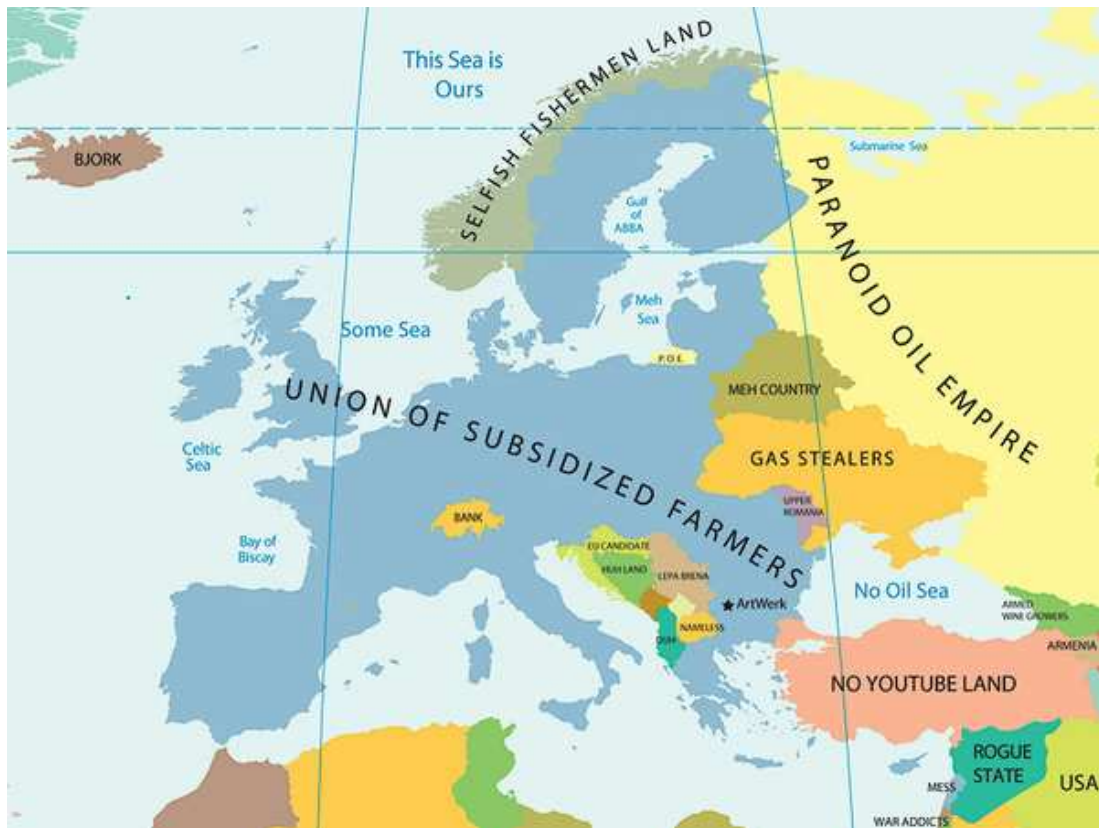 This Sea is
Ours
SELFISH FISHERMEN LAND
BJORK
Submarine Sea
PARANOID OIL EMPIRE
Gulf
of
ABBA
Meh
Sea
Some Sea
P.O.E.
MEH COUNTRY
UNION OF SUBSIDIZED FARMERS
Celtic
Sea
GAS STEALERS
UPPER
ROMANIA
BANK
Bay of
Biscay
EU CANDIDATE
HUH LAND
LEPA BRENA
No Oil Sea
ArtWerk
ARMED
WINE GROWERS
NAMELESS
ARMENIA
NO YOUTUBE LAND
ROGUE
STATE
USA
MESS
WAR ADDICTS